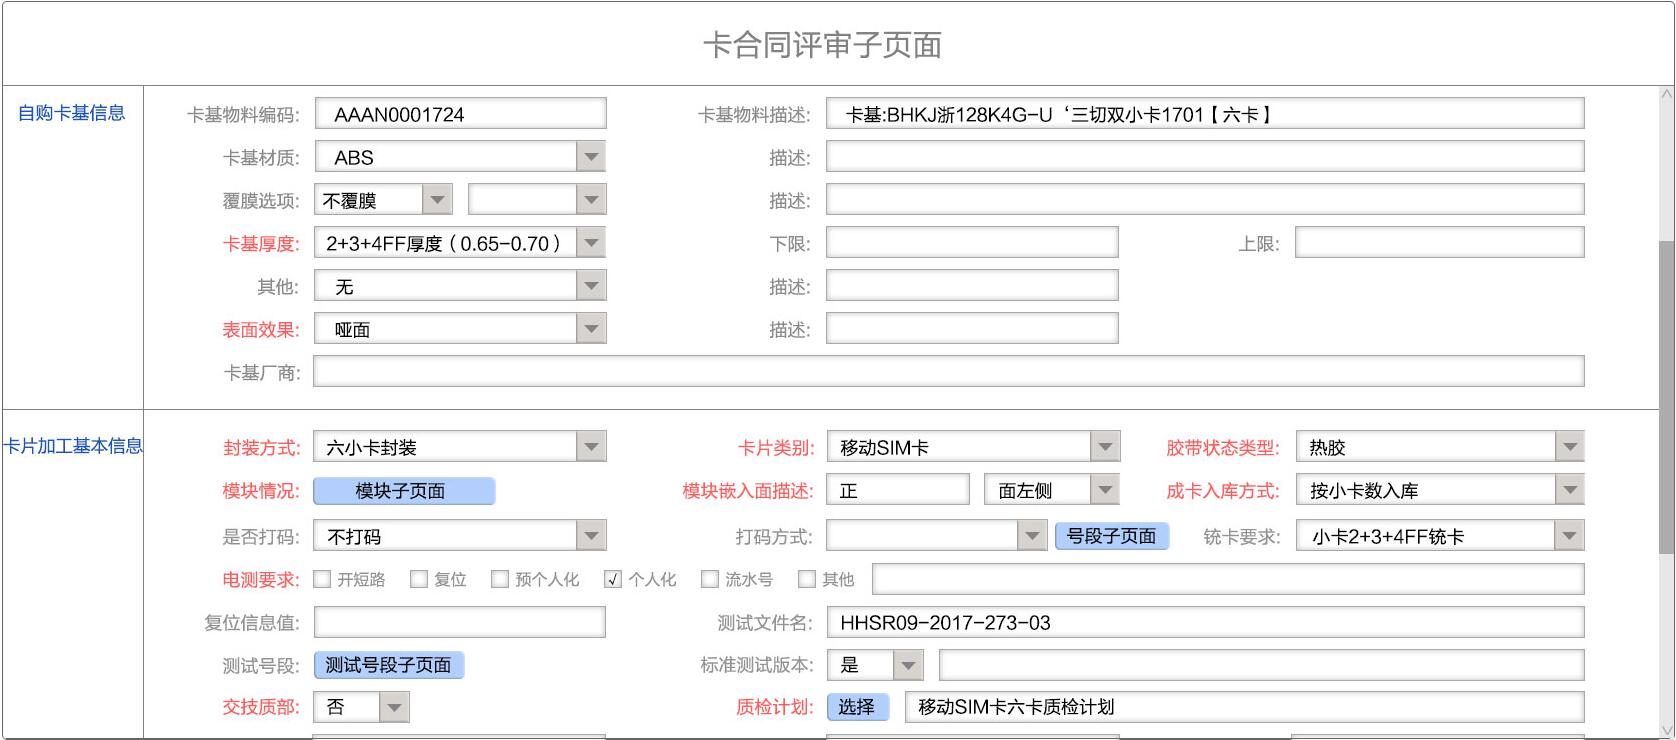 卡合同评审子页面
自购卡基信息
卡基物料编码: AAAN0001724 卡基物料描述: 卡基:BHKJ浙128K4G-U‘三切双小卡1701【六卡】
卡基材质: ABS 描述:
覆膜选项: 不覆膜 描述:
卡基厚度: 2+3+4FF厚度（0.65-0.70） 下限: 上限:
其他: 无 描述:
表面效果: 哑面 描述:
卡基厂商:
卡片加工基本信息
封装方式: 六小卡封装 卡片类别: 移动SIM卡 胶带状态类型: 热胶
模块情况: 模块子页面 模块嵌入面描述: 正 面左侧 成卡入库方式: 按小卡数入库
是否打码: 不打码 打码方式: 号段子页面 铳卡要求: 小卡2+3+4FF铳卡
电测要求: 开短路 复位 预个人化 √ 个人化 流水号 其他
复位信息值: 测试文件名: HHSR09-2017-273-03
测试号段: 测试号段子页面 标准测试版本: 是
交技质部: 否 质检计划: 选择 移动SIM卡六卡质检计划